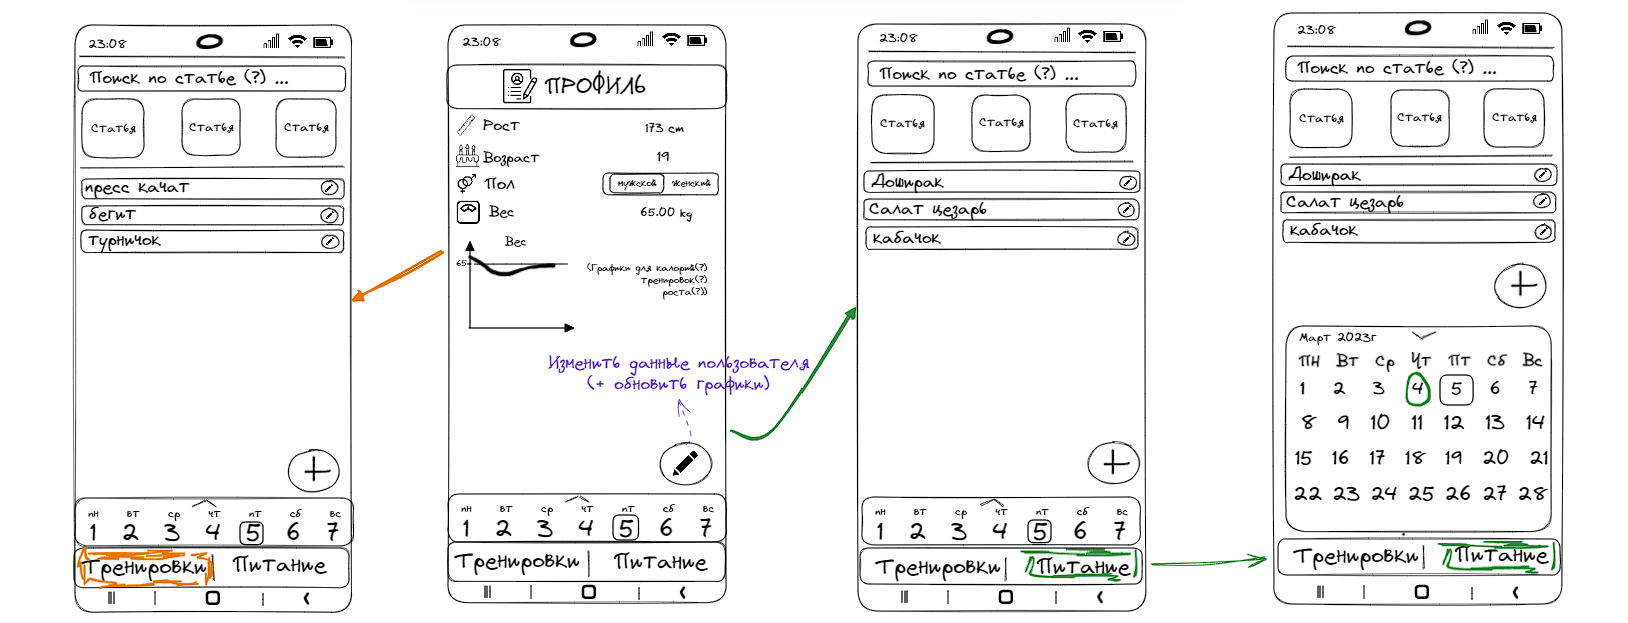 23:08
Поиск по статье (?) ...
статья статья статья
пресс качат
бегит
турничок
пн вт ср чт пт сб вс
1 2 3 4 5 6 7
Тренировки Питание
23:08
ПРОФИЛЬ
Рост 173 cm
Возраст 19
Пол мужской женский
Вес 65.00 kg
Вес
65
(Графики для калорий(?)
тренировок(?)
роста(?))
Изменить данные пользователя
(+ обновить графики)
пн вт ср чт пт сб вс
1 2 3 4 5 6 7
Тренировки Питание
23:08
Поиск по статье (?) ...
статья статья статья
Доширак
Салат цезарь
кабачок
пн вт ср чт пт сб вс
1 2 3 4 5 6 7
Тренировки Питание
23:08
Поиск по статье (?) ...
статья статья статья
Доширак
Салат цезарь
кабачок
Март 2023г
ПН Вт Ср Чт ПТ Сб Вс
1 2 3 4 5 6 7
8 9 10 11 12 13 14
15 16 17 18 19 20 21
22 23 24 25 26 27 28
Тренировки Питание